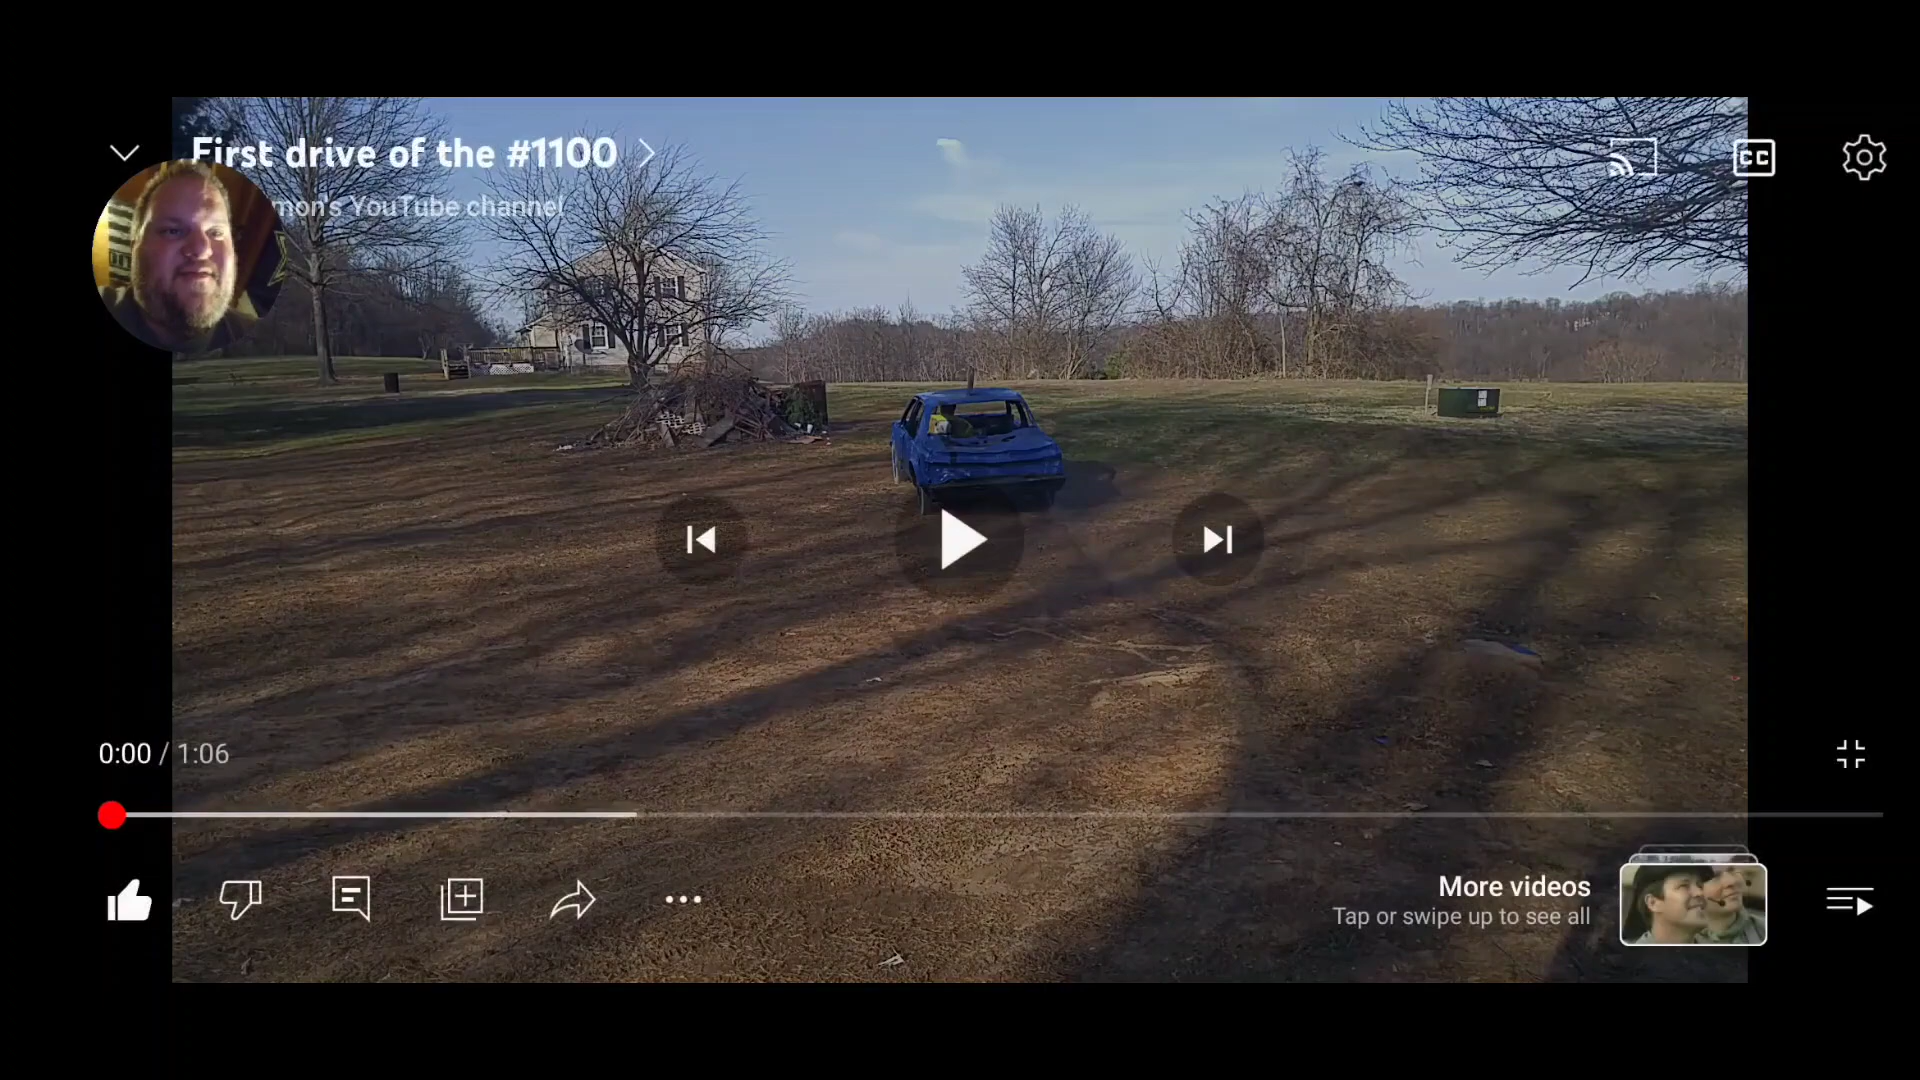 First drive of the #1100
mon's YouTube channel
CC
0:00 / 1:06
More videos
Tap or swipe up to see all